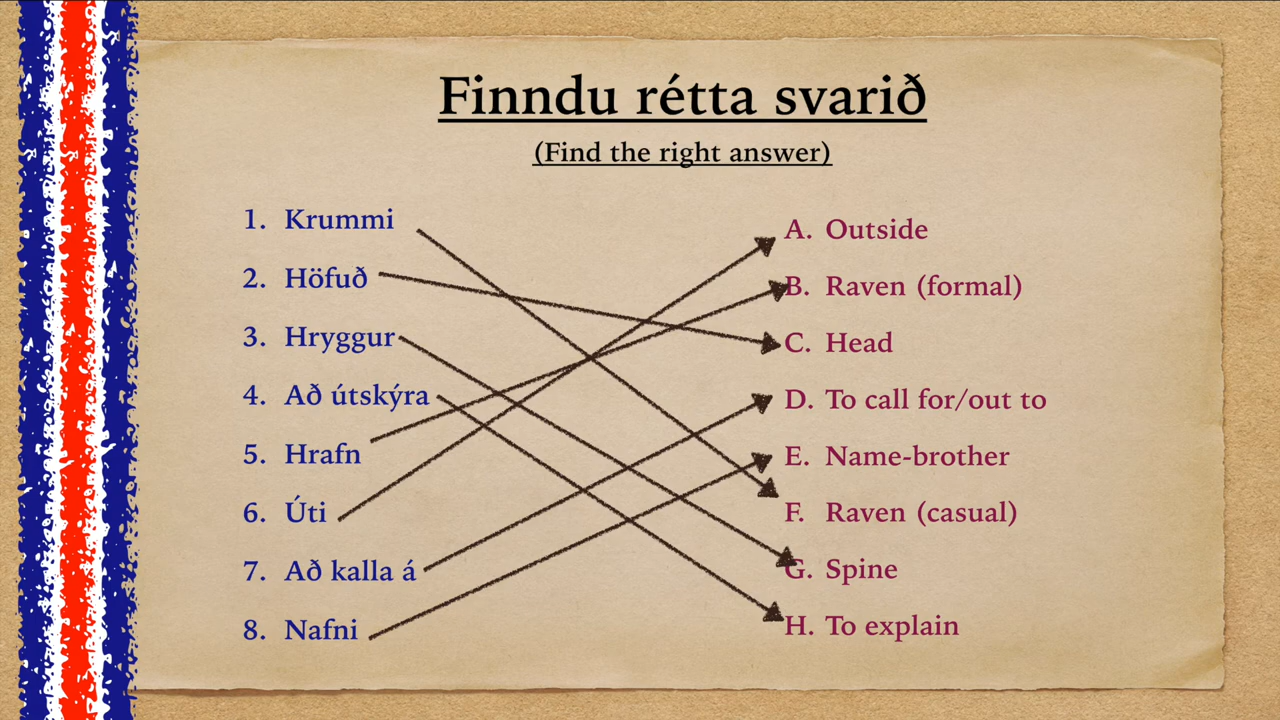 Finndu rétta svarið
(Find the right answer)
1. Krummi
2. Höfuð
3. Hryggur
4. Að útskýra
5. Hrafn
6. Úti
7. Að kalla á
8. Nafni
A. Outside
B. Raven (formal)
C. Head
D. To call for/out to
E. Name-brother
F. Raven (casual)
G. Spine
H. To explain